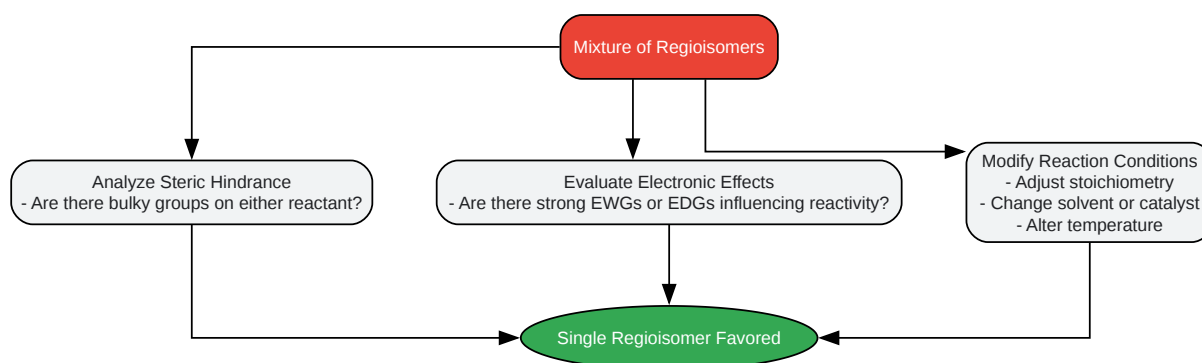 Mixture of Regioisomers
Analyze Steric Hindrance
- Are there bulky groups on either reactant?
Evaluate Electronic Effects
- Are there strong EWGs or EDGs influencing reactivity?
Modify Reaction Conditions
- Adjust stoichiometry
- Change solvent or catalyst
- Alter temperature
Single Regioisomer Favored